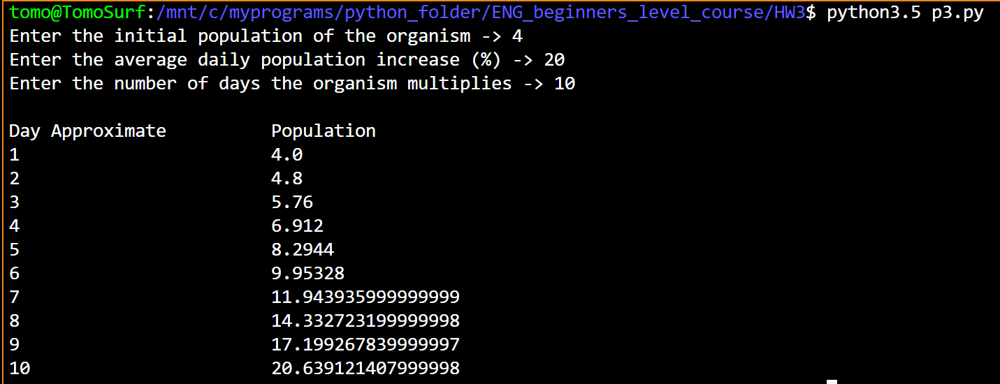 tomo@TomoSurf:/mnt/c/myprograms/python_folder/ENG_beginners_level_course/HW3$ python3.5 p3.py
Enter the initial population of the organism -> 4
Enter the average daily population increase (%) -> 20
Enter the number of days the organism multiplies -> 10

Day Approximate          Population
1                        4.0
2                        4.8
3                        5.76
4                        6.912
5                        8.2944
6                        9.95328
7                        11.943935999999999
8                        14.332723199999998
9                        17.199267839999997
10                       20.639121407999998